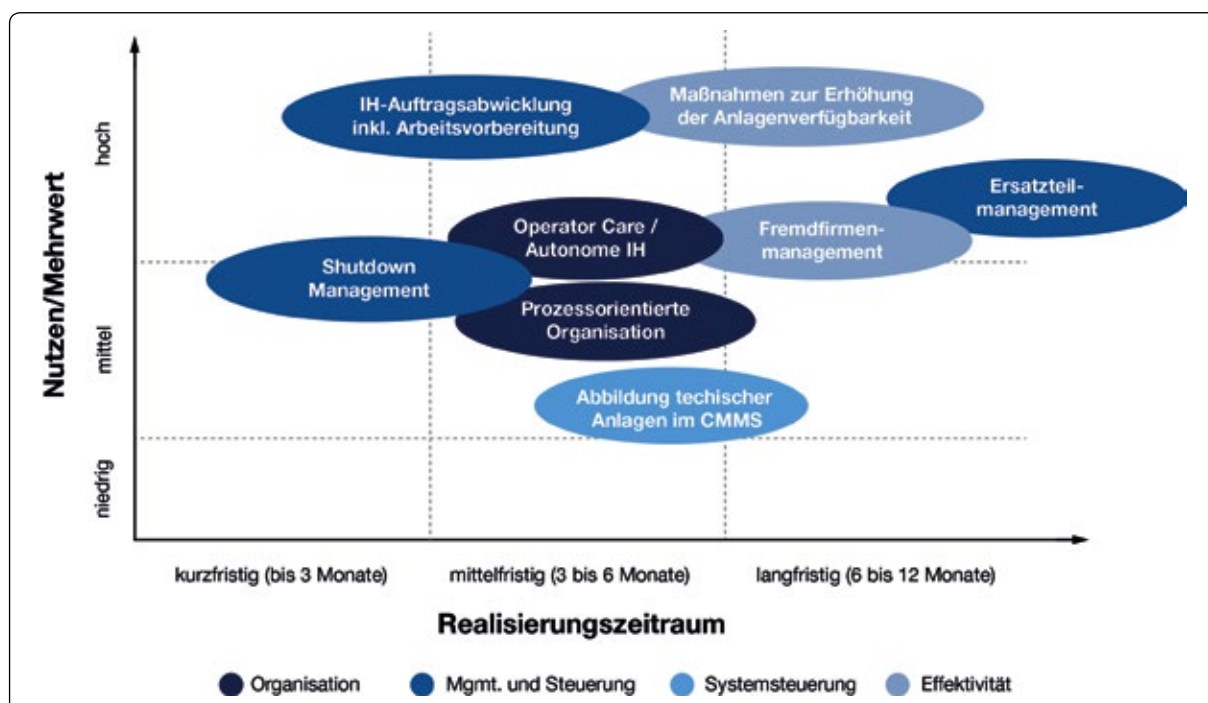 Nutzen/Mehrwert
hoch
mittel
niedrig
IH-Auftragsabwicklung
inkl. Arbeitsvorbereitung
Maßnahmen zur Erhöhung
der Anlagenverfügbarkeit
Ersatzteil-
management
Operator Care /
Autonome IH
Fremdfirmen-
management
Shutdown
Management
Prozessorientierte
Organisation
Abbildung techischer
Anlagen im CMMS
kurzfristig (bis 3 Monate)
mittelfristig (3 bis 6 Monate)
langfristig (6 bis 12 Monate)
Realisierungszeitraum
Organisation
Mgmt. und Steuerung
Systemsteuerung
Effektivität